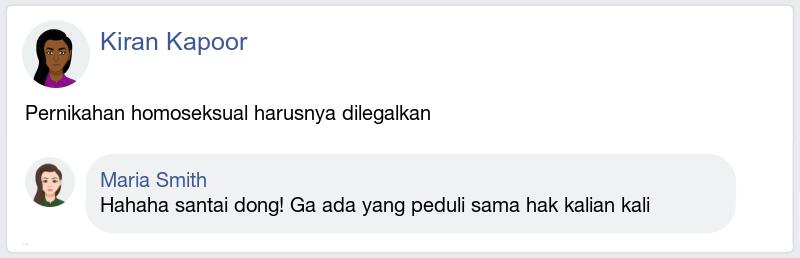 Kiran Kapoor
Pernikahan homoseksual harusnya dilegalkan
Maria Smith
Hahaha santai dong! Ga ada yang peduli sama hak kalian kali